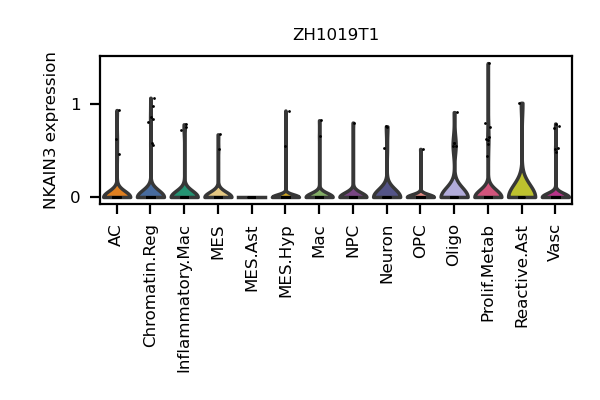 ZH1019T1
NKAIN3 expression
1
0
AC
Chromatin.Reg
Inflammatory.Mac
MES
MES.Ast
MES.Hyp
Mac
NPC
Neuron
OPC
Oligo
Prolif.Metab
Reactive.Ast
Vasc